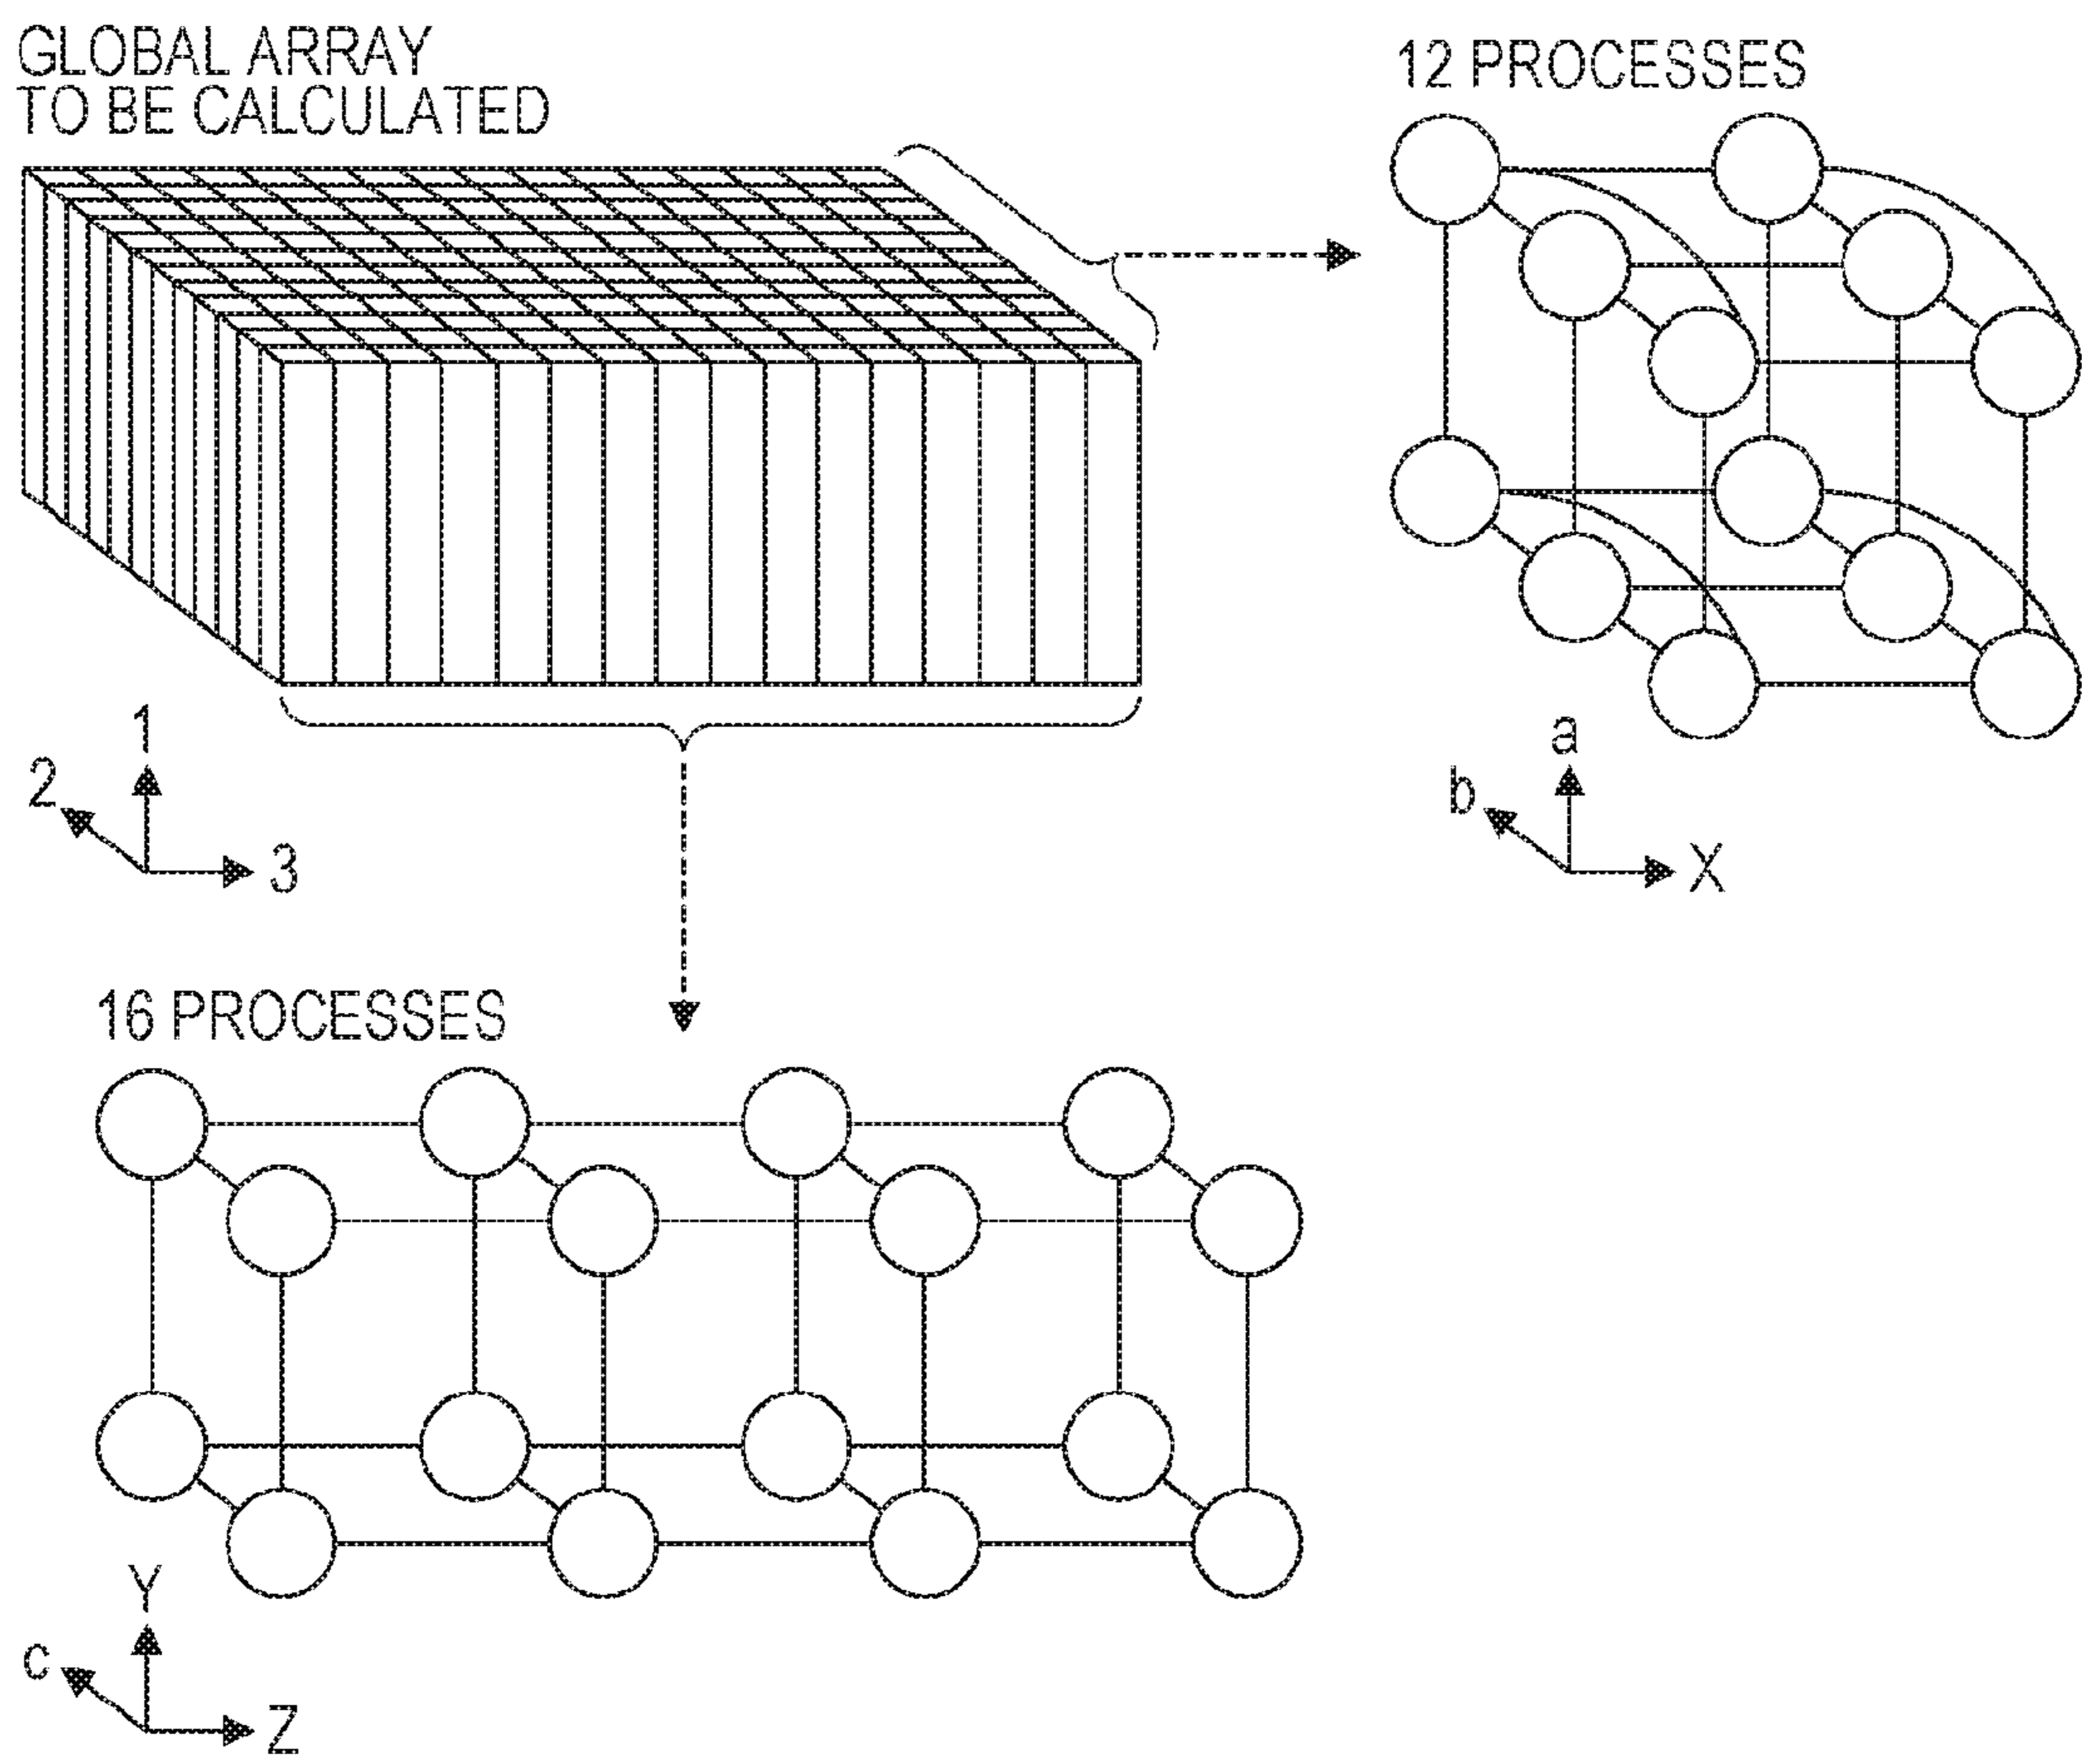 GLOBAL ARRAY
TO BE CALCULATED
12 PROCESSES
1
2
3
a
b
X
16 PROCESSES
Y
c
Z